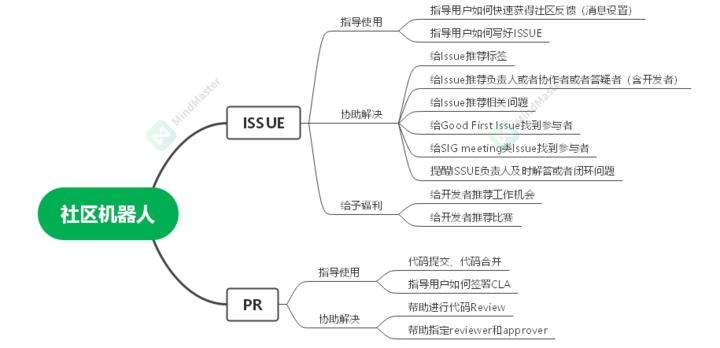 指导用户如何快速获得社区反馈（消息设置）
指导使用
指导用户如何写好ISSUE
给Issue推荐标签
给Issue推荐负责人或者协作者或者答疑者（含开发者）
给Issue推荐相关问题
ISSUE
协助解决
给Good First Issue找到参与者
给SIG meeting类Issue找到参与者
提醒ISSUE负责人及时解答或者闭环问题
给开发者推荐工作机会
给予福利
给开发者推荐比赛
社区机器人
代码提交、代码合并
指导使用
指导用户如何签署CLA
PR
帮助进行代码Review
协助解决
帮助指定reviewer和approver
MindMaster
MindMaster
MindMaster